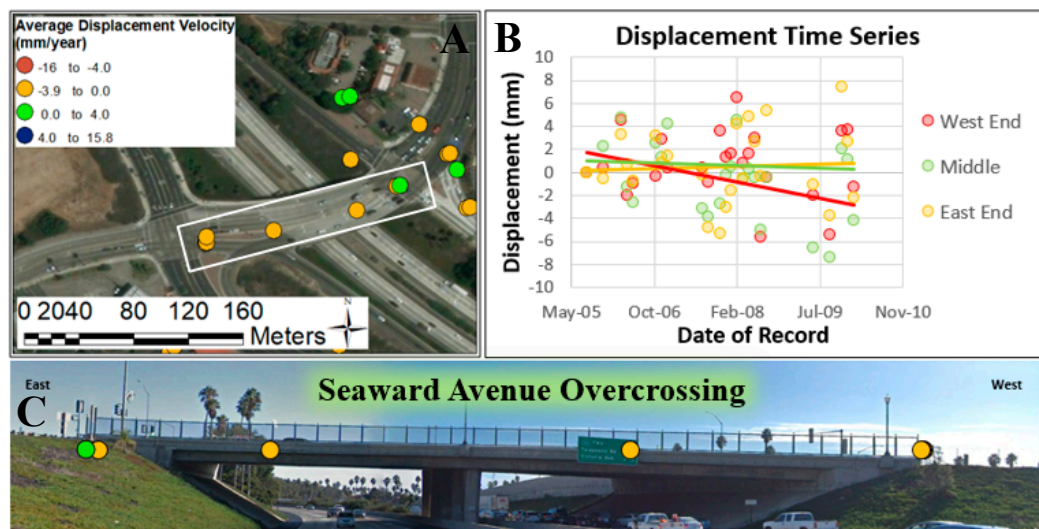 Average Displacement Velocity
(mm/year)
-16 to -4.0
-3.9 to 0.0
0.0 to 4.0
4.0 to 15.8
A
0 20 40 80 120 160
Meters
N
B
Displacement Time Series
Displacement (mm)
10
8
6
4
2
0
-2
-4
-6
-8
-10
May-05 Oct-06 Feb-08 Jul-09 Nov-10
Date of Record
West End
Middle
East End
East
C
Seaward Avenue Overcrossing
West